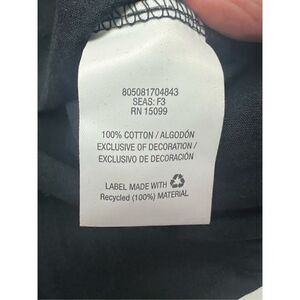 805081704843
SEAS: F3
RN 15099
100% COTTON / ALGODÓN
EXCLUSIVE OF DECORATION /
EXCLUSIVO DE DECORACIÓN
LABEL MADE WITH
Recycled (100%) MATERIAL